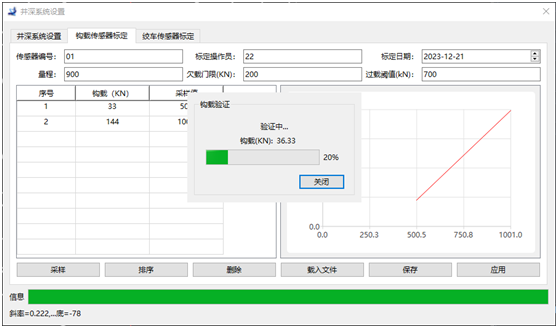 井深系统设置
井深系统设置 钩载传感器标定 绞车传感器标定
传感器编号: 01 标定操作员: 22 标定日期: 2023-12-21
量程: 900 欠载门限(KN): 200 过载阈值(kN): 700
序号 钩载（KN） 采样值
1 33 50
2 144 100
钩载验证
验证中...
钩载(KN): 36.33
20%
关闭
0.0
0.0 250.3 500.5 750.8 1001.0
采样 排序 删除 载入文件 保存 应用
信息
斜率=0.222,...度=-78